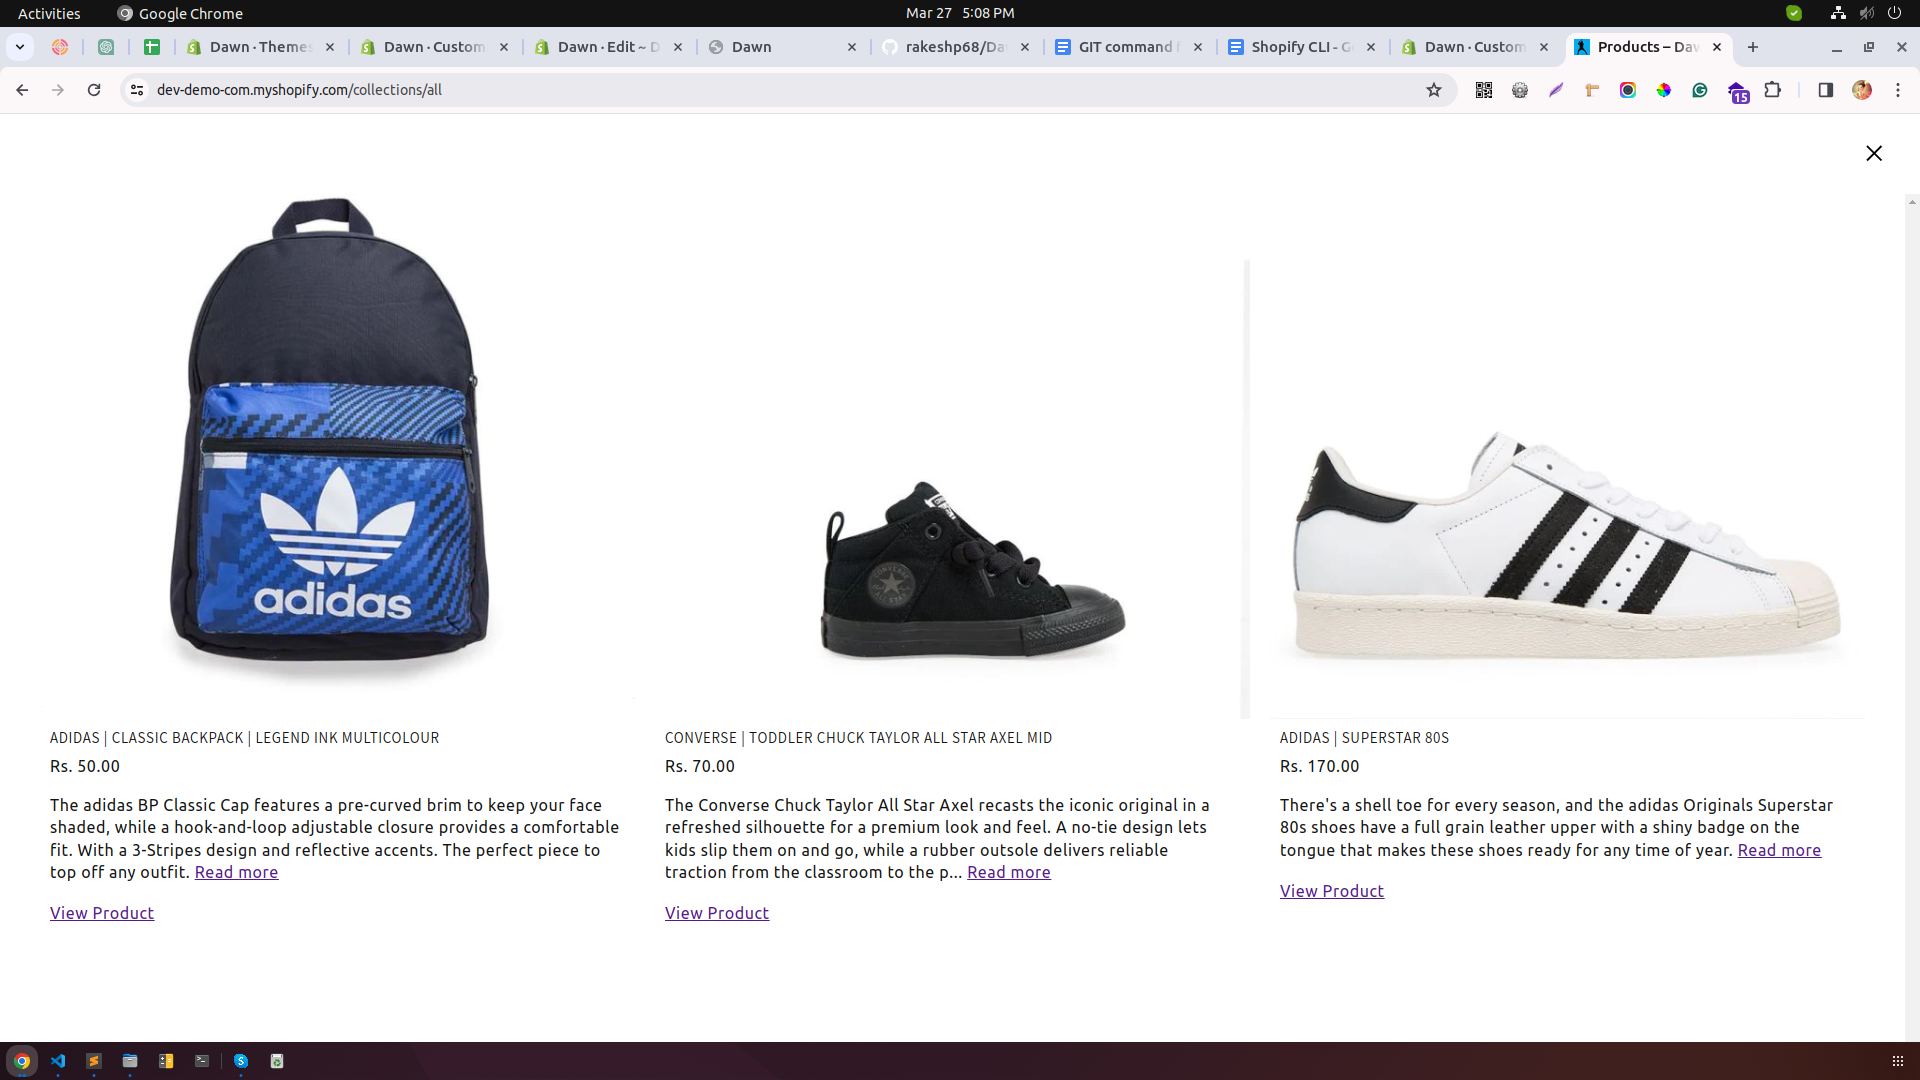 Activities
Google Chrome
Mar 27 5:08 PM
Dawn · Themes
Dawn · Custom
Dawn · Edit ~ D
Dawn
rakeshp68/Da
GIT command
Shopify CLI - G
Dawn · Custom
Products – Daw
dev-demo-com.myshopify.com/collections/all
15
adidas
ADIDAS | CLASSIC BACKPACK | LEGEND INK MULTICOLOUR
Rs. 50.00
The adidas BP Classic Cap features a pre-curved brim to keep your face
shaded, while a hook-and-loop adjustable closure provides a comfortable
fit. With a 3-Stripes design and reflective accents. The perfect piece to
top off any outfit. Read more
View Product
CONVERSE | TODDLER CHUCK TAYLOR ALL STAR AXEL MID
Rs. 70.00
The Converse Chuck Taylor All Star Axel recasts the iconic original in a
refreshed silhouette for a premium look and feel. A no-tie design lets
kids slip them on and go, while a rubber outsole delivers reliable
traction from the classroom to the p... Read more
View Product
ADIDAS | SUPERSTAR 80S
Rs. 170.00
There's a shell toe for every season, and the adidas Originals Superstar
80s shoes have a full grain leather upper with a shiny badge on the
tongue that makes these shoes ready for any time of year. Read more
View Product